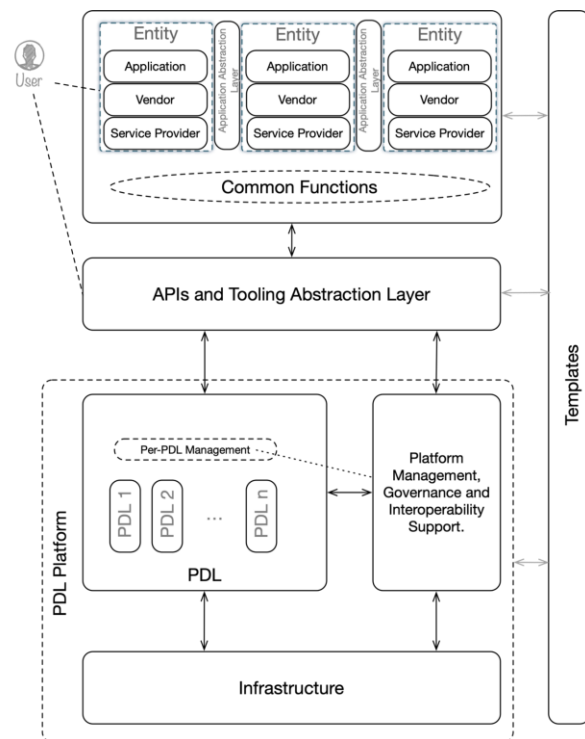 User
Entity
Application
Vendor
Service Provider
Application Abstraction
Layer
Entity
Application
Vendor
Service Provider
Application Abstraction
Layer
Entity
Application
Vendor
Service Provider
Common Functions
APIs and Tooling Abstraction Layer
Templates
PDL Platform
Per-PDL Management
PDL 1
PDL 2
...
PDL n
PDL
Platform
Management,
Governance and
Interoperability
Support.
Infrastructure